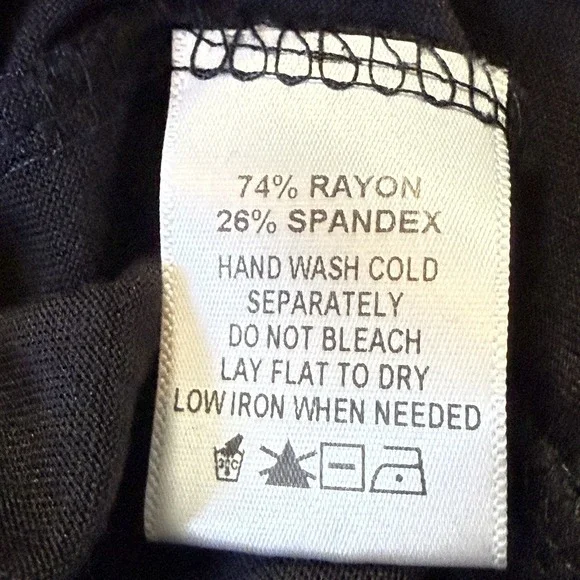 74% RAYON
26% SPANDEX
HAND WASH COLD
SEPARATELY
DO NOT BLEACH
LAY FLAT TO DRY
LOW IRON WHEN NEEDED
30°C